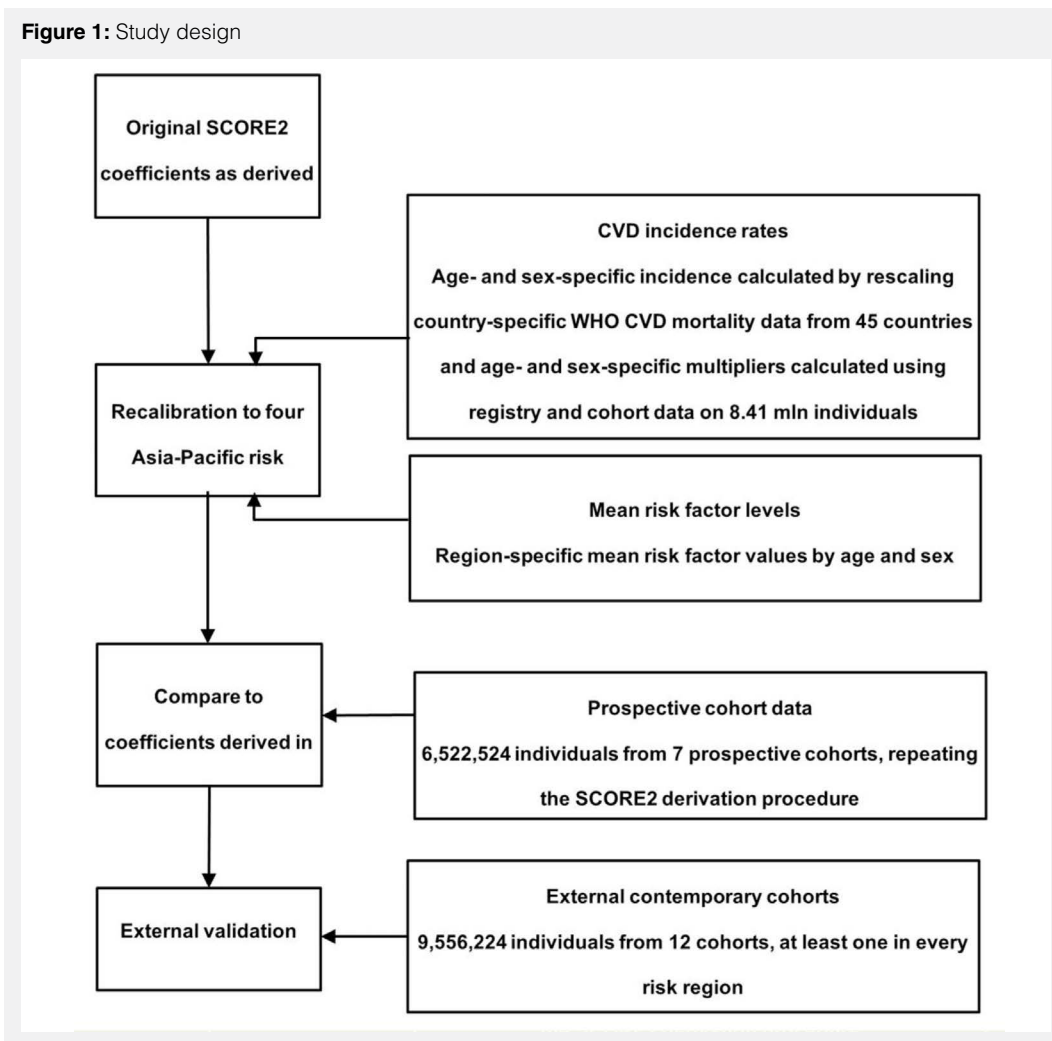 Figure 1: Study design
Original SCORE2
coefficients as derived
CVD incidence rates
Age- and sex-specific incidence calculated by rescaling
country-specific WHO CVD mortality data from 45 countries
and age- and sex-specific multipliers calculated using
registry and cohort data on 8.41 mln individuals
Recalibration to four
Asia-Pacific risk
Mean risk factor levels
Region-specific mean risk factor values by age and sex
Compare to
coefficients derived in
Prospective cohort data
6,522,524 individuals from 7 prospective cohorts, repeating
the SCORE2 derivation procedure
External validation
External contemporary cohorts
9,556,224 individuals from 12 cohorts, at least one in every
risk region